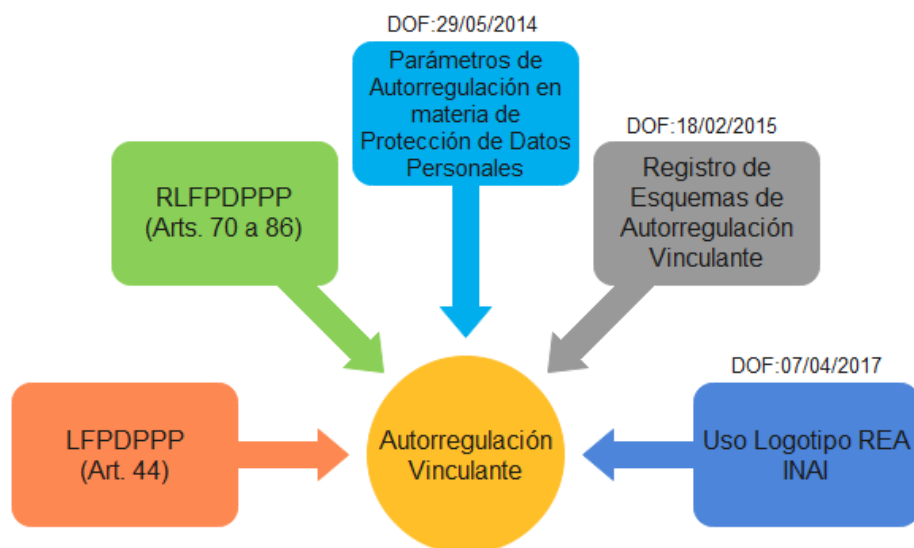 DOF:29/05/2014
Parámetros de
Autorregulación en
materia de
Protección de Datos
Personales
DOF:18/02/2015
Registro de
Esquemas de
Autorregulación
Vinculante
RLFPDPPP
(Arts. 70 a 86)
DOF:07/04/2017
LFPDPPP
(Art. 44)
Autorregulación
Vinculante
Uso Logotipo REA
INAI